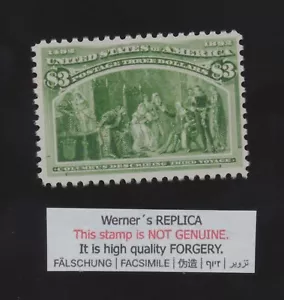 1492 1892
UNITED STATES OF AMERICA
POSTAGE THREE DOLLARS
$3 $3
COLUMBUS DESCRIBING THIRD VOYAGE
Werner´s REPLICA
This stamp is NOT GENUINE.
It is high quality FORGERY.
FÄLSCHUNG | FACSIMILE | 伪造 | זיוף | تزوير |